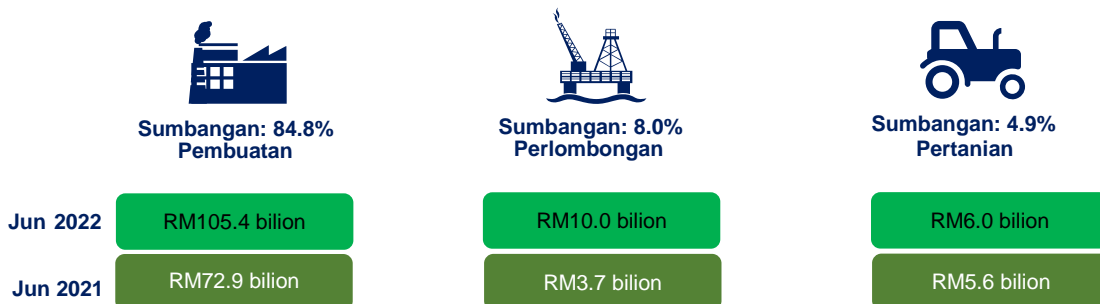 Sumbangan: 84.8%
Pembuatan
Sumbangan: 8.0%
Perlombongan
Sumbangan: 4.9%
Pertanian
Jun 2022
RM105.4 bilion
RM10.0 bilion
RM6.0 bilion
Jun 2021
RM72.9 bilion
RM3.7 bilion
RM5.6 bilion